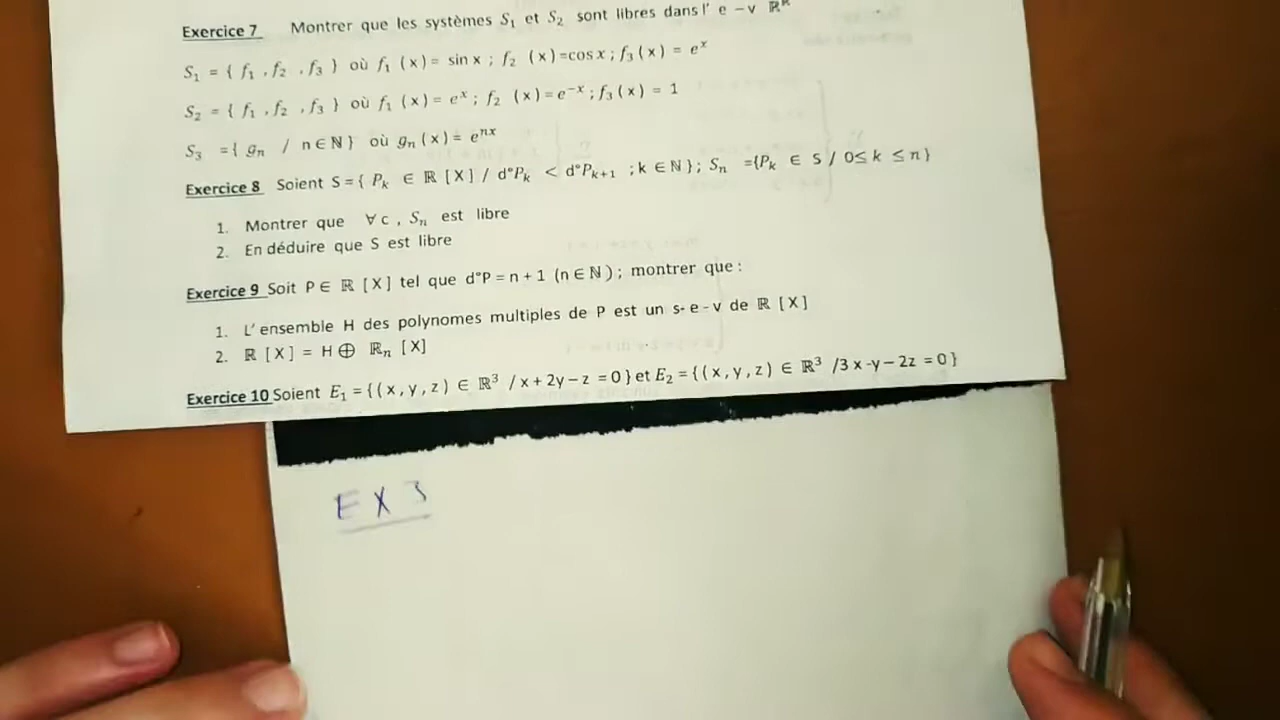 Exercice 7 Montrer que les systèmes S₁ et S₂ sont libres dans l' e – v ℝ^ℝ
S₁ = { f₁ , f₂ , f₃ } où f₁ (x) = sin x ; f₂ (x)=cos x ; f₃ (x) = eˣ
S₂ = { f₁ , f₂ , f₃ } où f₁ (x) = eˣ ; f₂ (x) = e⁻ˣ ; f₃ (x) = 1
S₃ ={ gₙ / n ∈ ℕ } où gₙ (x) = eⁿˣ
Exercice 8 Soient S = { Pₖ ∈ ℝ [X] / d°Pₖ < d°Pₖ₊₁ ; k ∈ ℕ } ; Sₙ ={Pₖ ∈ S / 0≤ k ≤ n }
1. Montrer que ∀ c , Sₙ est libre
2. En déduire que S est libre
Exercice 9 Soit P ∈ ℝ [X] tel que d°P = n + 1 (n ∈ ℕ ) ; montrer que :
1. L' ensemble H des polynomes multiples de P est un s- e - v de ℝ [X]
2. ℝ [X] = H ⊕ ℝₙ [X]
Exercice 10 Soient E₁ = {( x , y , z ) ∈ ℝ³ / x + 2y – z = 0 } et E₂ = {( x , y , z ) ∈ ℝ³ /3 x -y – 2z = 0 }
EX 3